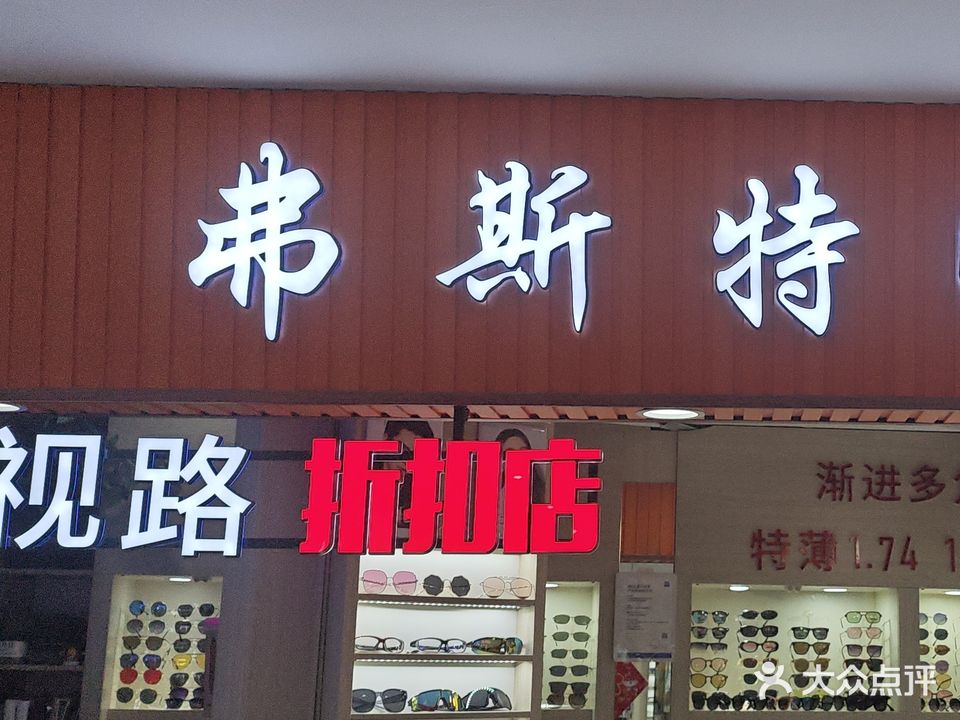 弗斯特
视路 折扣店
渐进多
特薄1.74 1
大众点评